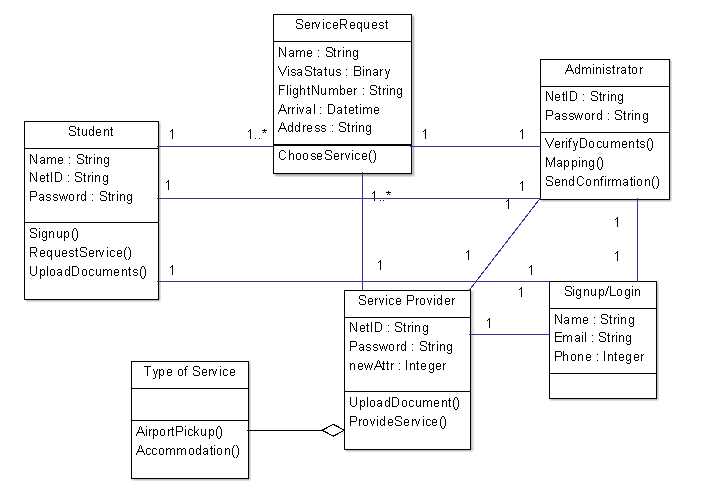 ServiceRequest
Name : String
VisaStatus : Binary
FlightNumber : String
Arrival : Datetime
Address : String
ChooseService()
Administrator
NetID : String
Password : String
VerifyDocuments()
Mapping()
SendConfirmation()
Student
Name : String
NetID : String
Password : String
Signup()
RequestService()
UploadDocuments()
1
1..*
1
1
1
1
1..*
1
1
1
1
1
1
1
1
1
Service Provider
NetID : String
Password : String
newAttr : Integer
UploadDocument()
ProvideService()
Signup/Login
Name : String
Email : String
Phone : Integer
Type of Service
AirportPickup()
Accommodation()